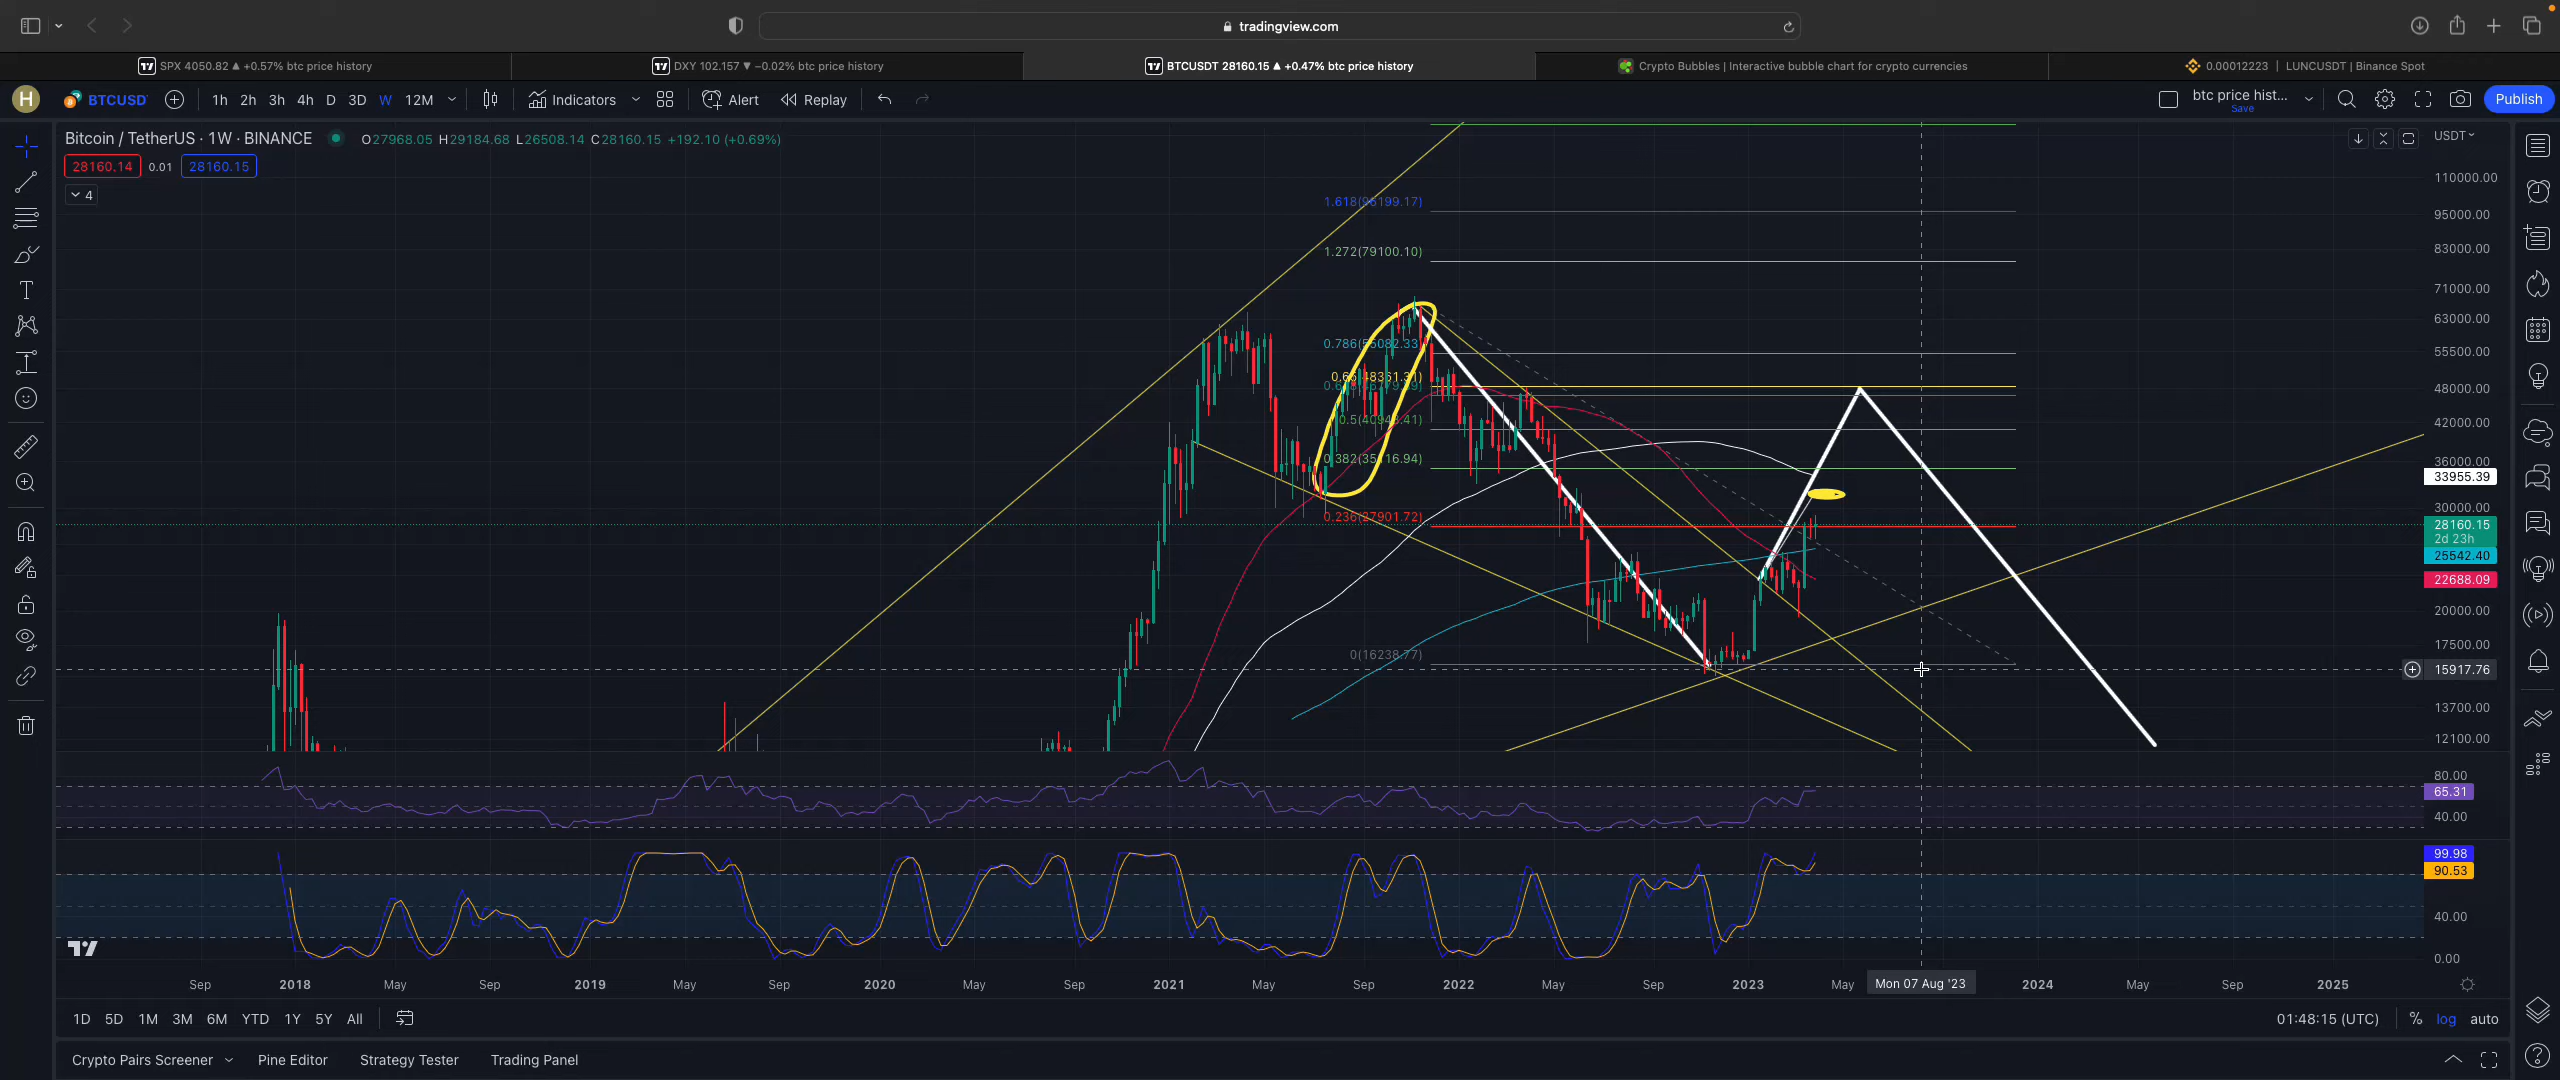 tradingview.com
SPX 4050.82 ▲ +0.57% btc price history
DXY 102.157 ▼ −0.02% btc price history
BTCUSDT 28160.15 ▲ +0.47% btc price history
Crypto Bubbles | Interactive bubble chart for crypto currencies
0.00012223 | LUNCUSDT | Binance Spot
H BTCUSD 1h 2h 3h 4h D 3D W 12M Indicators Alert Replay btc price hist... Save Publish
Bitcoin / TetherUS · 1W · BINANCE O27968.05 H29184.68 L26508.14 C28160.15 +192.10 (+0.69%)
USDT
28160.14 0.01 28160.15
4
110000.00
1.618(96199.17)
95000.00
1.272(79100.10)
83000.00
71000.00
63000.00
0.786(55082.33)
55500.00
48000.00
42000.00
36000.00
33955.39
30000.00
0.236(27901.72)
28160.15
2d 23h
25542.40
22688.09
20000.00
17500.00
0(16238.77)
15917.76
13700.00
12100.00
80.00
65.31
40.00
99.98
90.53
40.00
0.00
Sep 2018 May Sep 2019 May Sep 2020 May Sep 2021 May Sep 2022 May Sep 2023 May Mon 07 Aug '23 2024 May Sep 2025
1D 5D 1M 3M 6M YTD 1Y 5Y All 01:48:15 (UTC) % log auto
Crypto Pairs Screener Pine Editor Strategy Tester Trading Panel